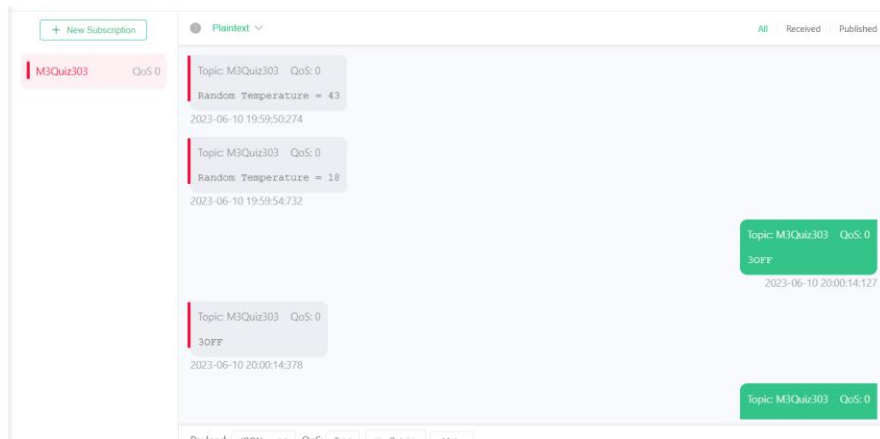 + New Subscription
Plaintext
All Received Published
M3Quiz303 QoS 0
Topic: M3Quiz303 QoS: 0
Random Temperature = 43
2023-06-10 19:59:50:274
Topic: M3Quiz303 QoS: 0
Random Temperature = 18
2023-06-10 19:59:54:732
Topic: M3Quiz303 QoS: 0
3OFF
2023-06-10 20:00:14:127
Topic: M3Quiz303 QoS: 0
3OFF
2023-06-10 20:00:14:378
Topic: M3Quiz303 QoS: 0